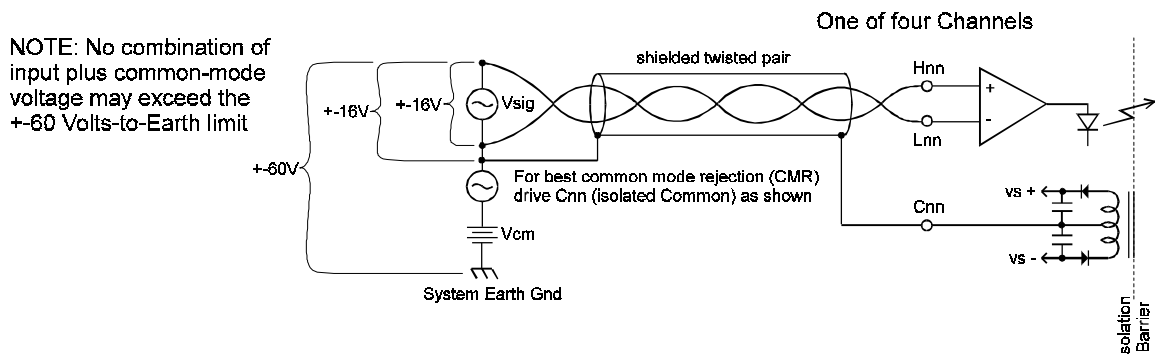 One of four Channels
NOTE: No combination of
input plus common-mode
voltage may exceed the
+-60 Volts-to-Earth limit
shielded twisted pair
Hnn
+-16V
+-16V
Vsig
+
-
Lnn
+-60V
For best common mode rejection (CMR)
drive Cnn (isolated Common) as shown
vs +
Cnn
Vcm
vs -
System Earth Gnd
solation
Barrier